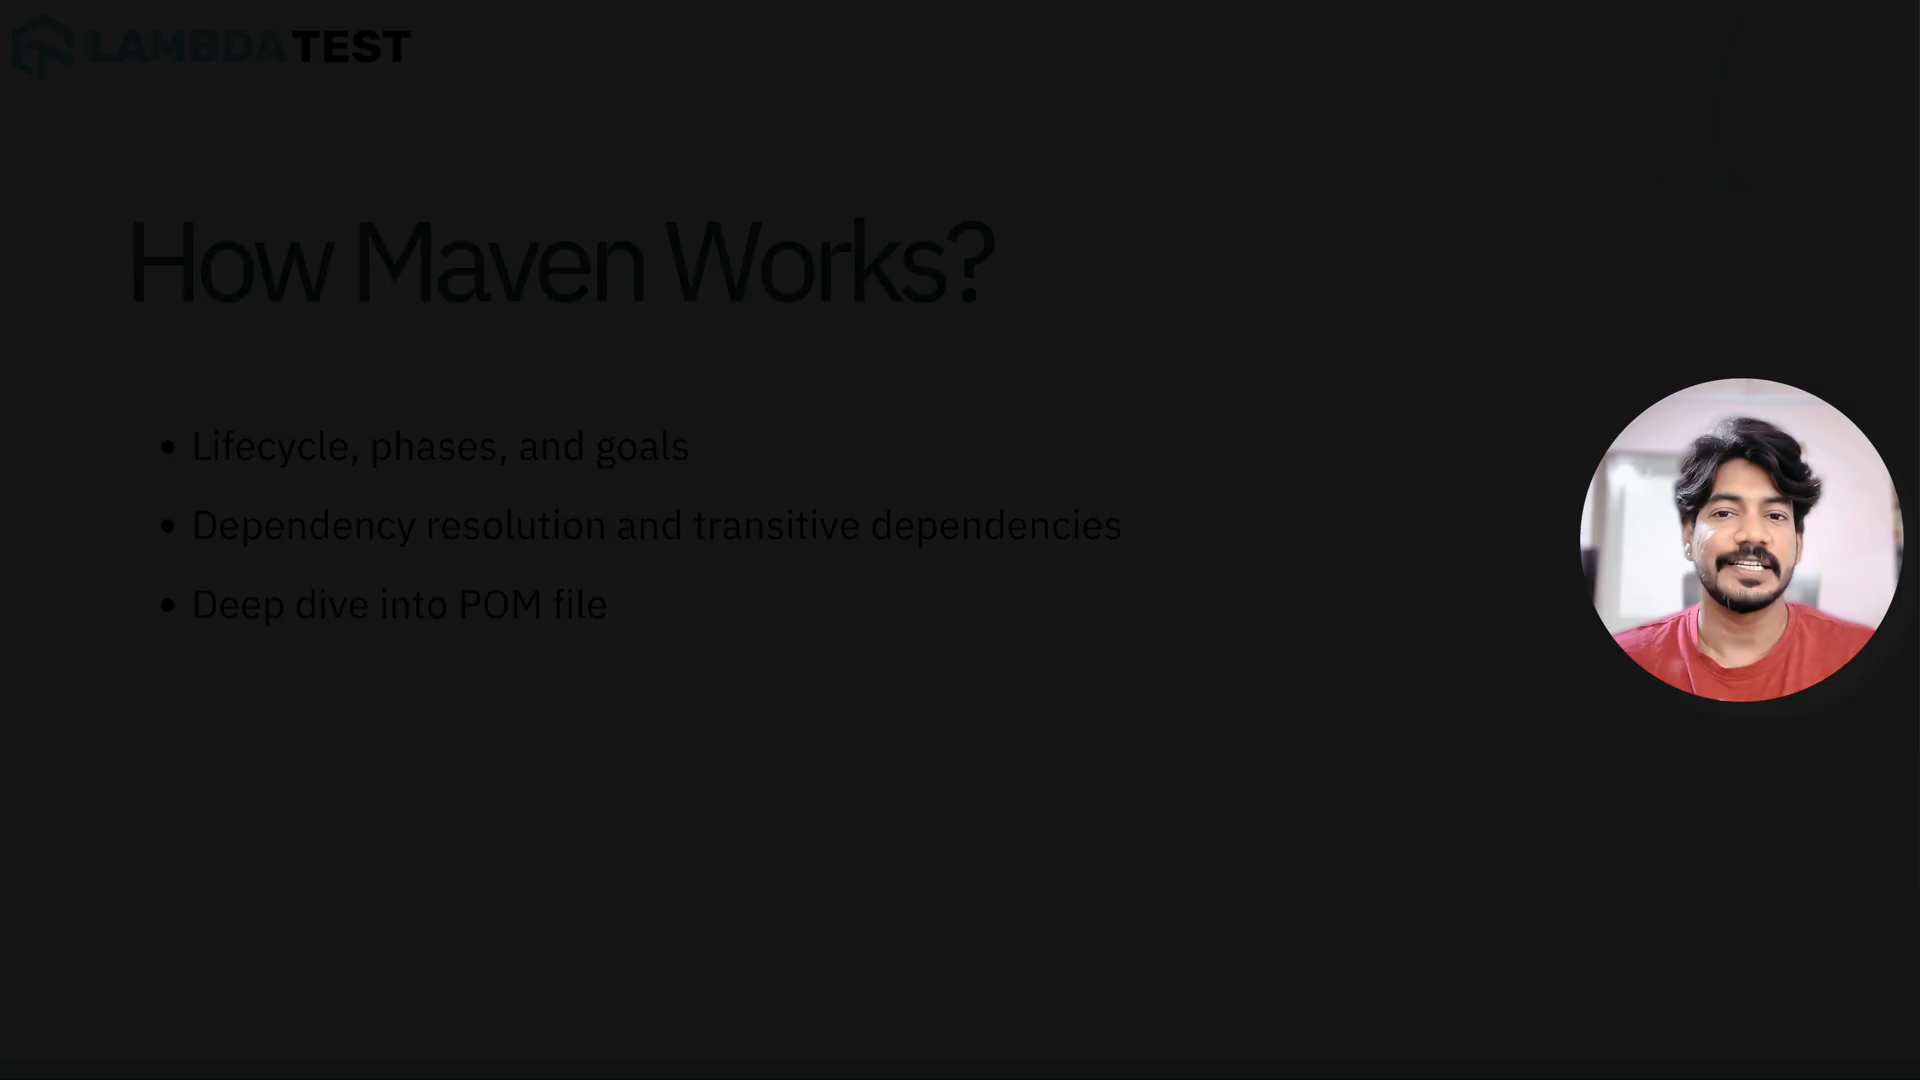 LAMBDATEST
How Maven Works?
• Lifecycle, phases, and goals
• Dependency resolution and transitive dependencies
• Deep dive into POM file